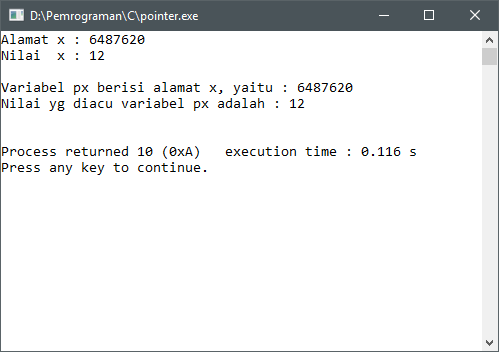 D:\Pemrograman\C\pointer.exe
Alamat x : 6487620
Nilai  x : 12
Variabel px berisi alamat x, yaitu : 6487620
Nilai yg diacu variabel px adalah : 12
Process returned 10 (0xA)   execution time : 0.116 s
Press any key to continue.